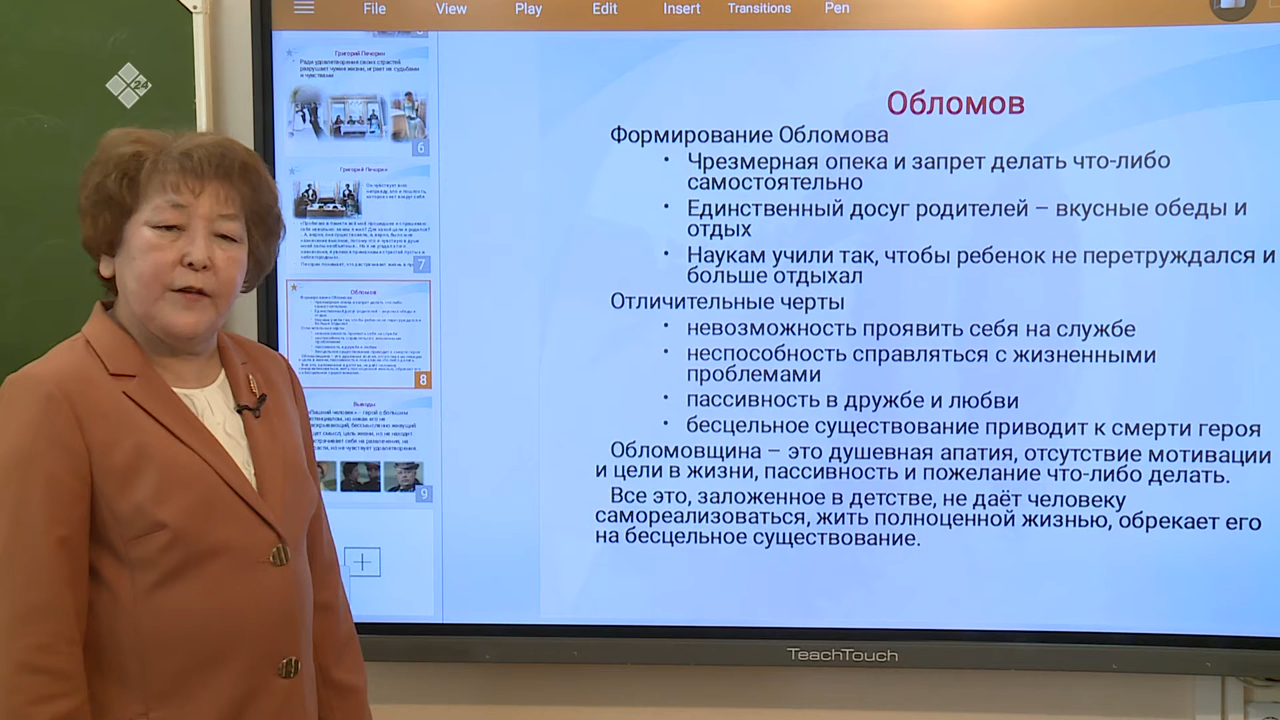 File View Play Edit Insert Transitions Pen
24
Григорий Печорин
Ради удовлетворения своих страстей
разрушает чужие жизни, играет их судьбами
и чувствами
6
Григорий Печорин
7
Обломов
8
Выводы
9
Обломов
Формирование Обломова
• Чрезмерная опека и запрет делать что-либо
самостоятельно
• Единственный досуг родителей – вкусные обеды и
отдых
• Наукам учили так, чтобы ребенок не перетруждался и
больше отдыхал
Отличительные черты
• невозможность проявить себя на службе
• неспособность справляться с жизненными
проблемами
• пассивность в дружбе и любви
• бесцельное существование приводит к смерти героя
Обломовщина – это душевная апатия, отсутствие мотивации
и цели в жизни, пассивность и пожелание что-либо делать.
Все это, заложенное в детстве, не даёт человеку
самореализоваться, жить полноценной жизнью, обрекает его
на бесцельное существование.
TeachTouch